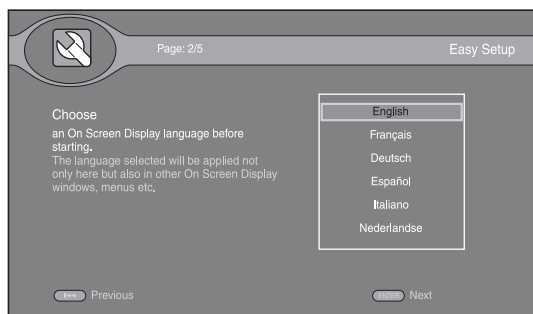 Page: 2/5
Easy Setup
Choose
an On Screen Display language before
starting.
The language selected will be applied not
only here but also in other On Screen Display
windows, menus etc.
English
Français
Deutsch
Español
Italiano
Nederlandse
Previous
ENTER Next